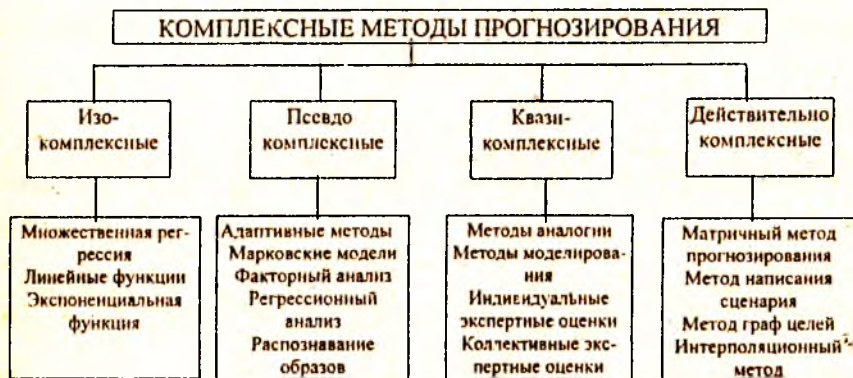 КОМПЛЕКСНЫЕ МЕТОДЫ ПРОГНОЗИРОВАНИЯ
Изо-
комплексные
Псевдо
комплексные
Квази-
комплексные
Действительно
комплексные
Множественная рег-
рессия
Линейные функции
Экспоненциальная
функция
Адаптивные методы
Марковские модели
Факторный анализ
Регрессионный
анализ
Распознавание
образов
Методы аналогии
Методы моделирова-
ния
Индивидуальные
экспертные оценки
Коллективные экс-
пертные оценки
Матричный метод
прогнозирования
Метод написания
сценария
Метод граф целей
Интерполяционный
метод